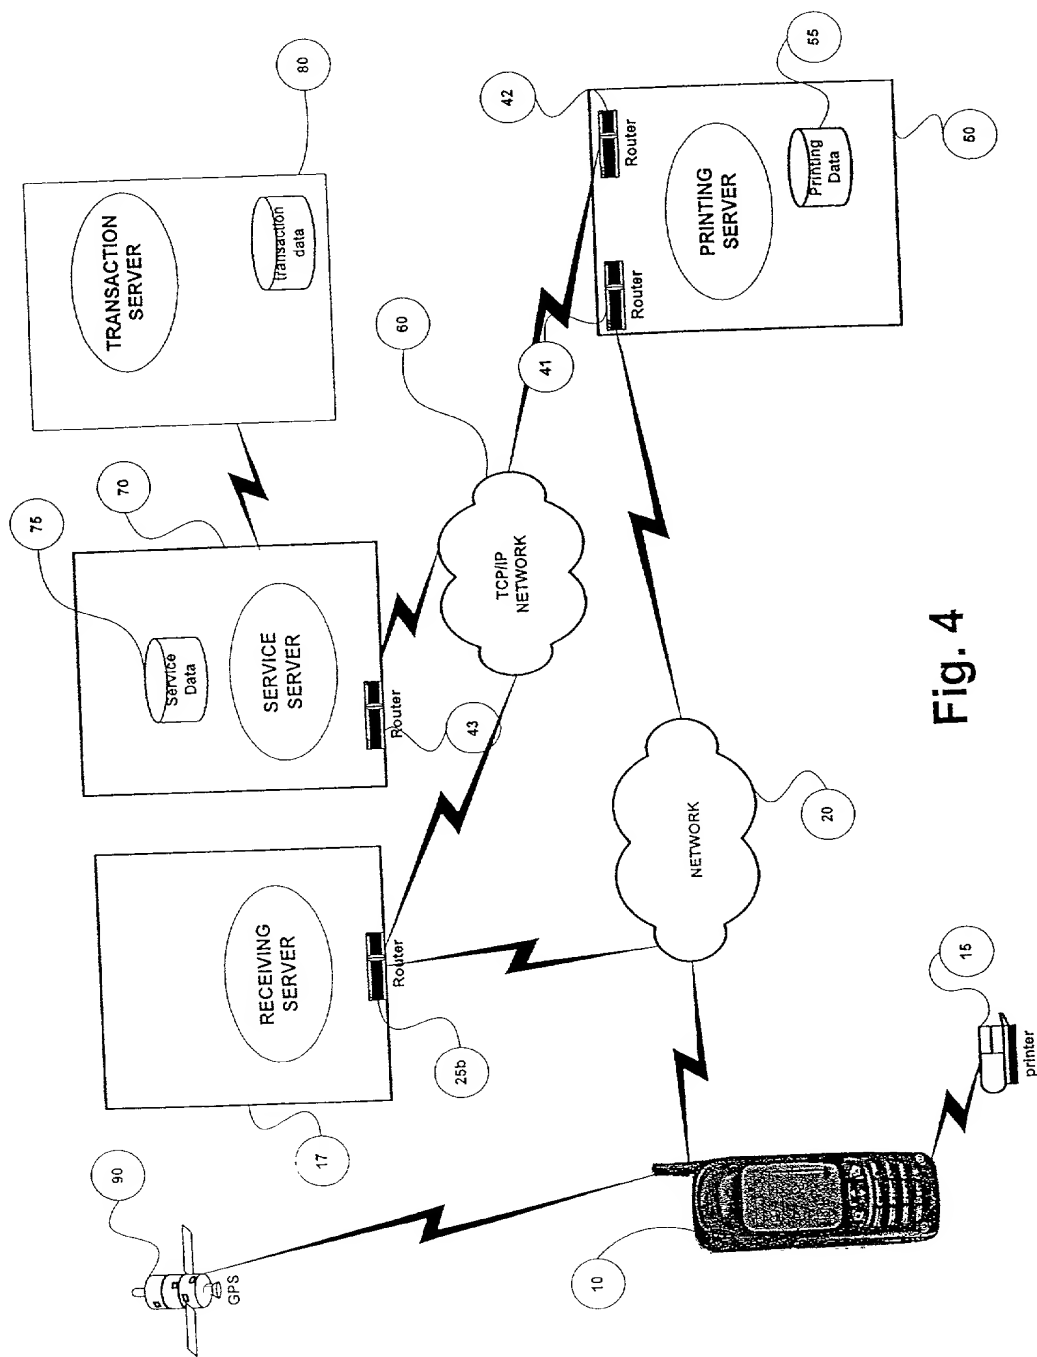 90
GPS
17
RECEIVING
SERVER
Router
25b
75
Service
Data
70
SERVICE
SERVER
Router
43
80
TRANSACTION
SERVER
transaction
data
60
TCP/IP
NETWORK
42
Router
41
Router
PRINTING
SERVER
55
Printing
Data
50
10
NETWORK
20
15
printer
Fig. 4